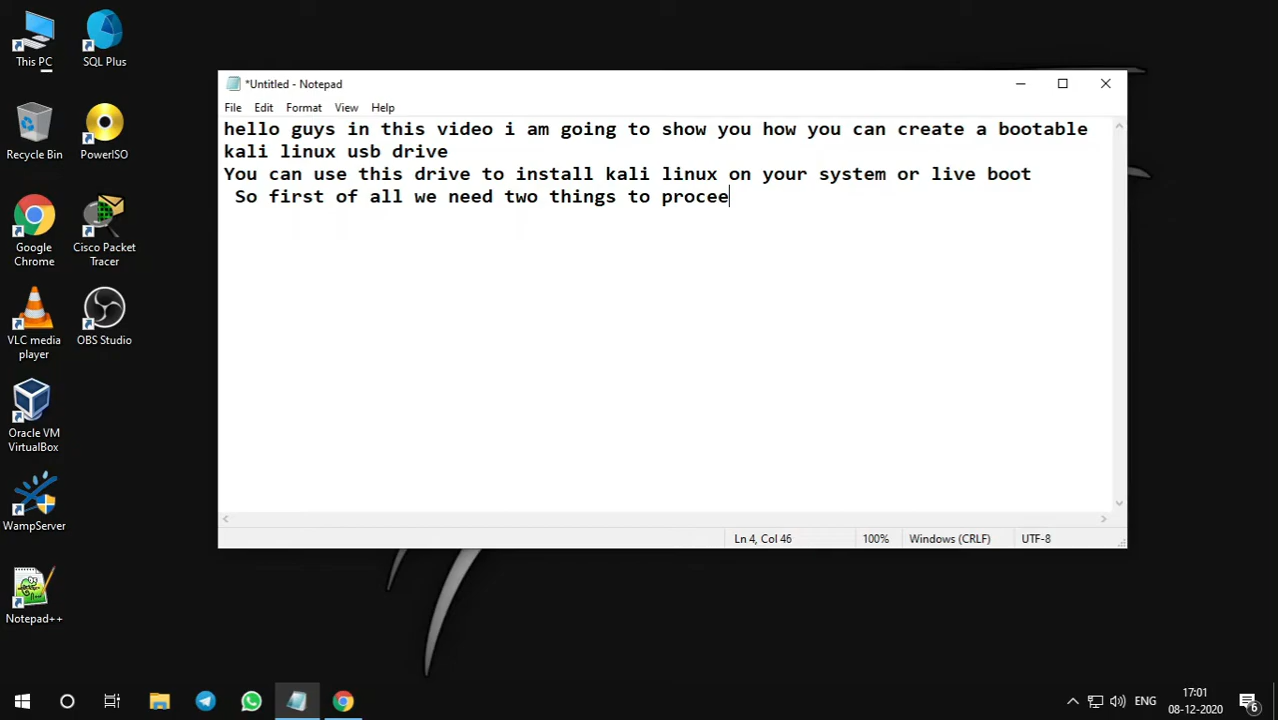 This PC
SQL Plus
Recycle Bin
PowerISO
Google
Chrome
Cisco Packet
Tracer
VLC media
player
OBS Studio
Oracle VM
VirtualBox
WampServer
Notepad++
*Untitled - Notepad
File Edit Format View Help
hello guys in this video i am going to show you how you can create a bootable
kali linux usb drive
You can use this drive to install kali linux on your system or live boot
So first of all we need two things to procee
Ln 4, Col 46 100% Windows (CRLF) UTF-8
ENG
17:01
08-12-2020
6